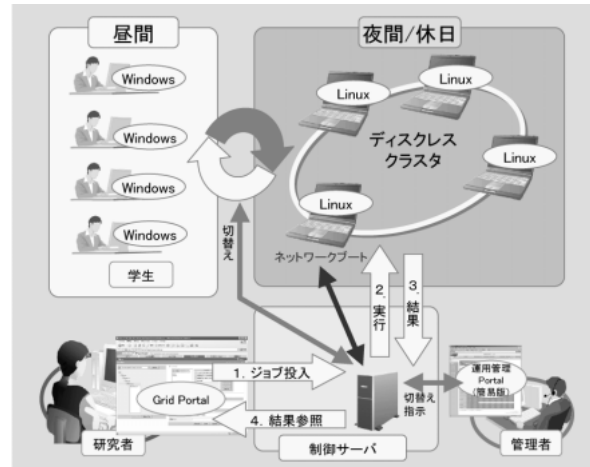 昼間
夜間/休日
Windows
Windows
Windows
Windows
学生
Linux
Linux
Linux
Linux
ディスクレス
クラスタ
ネットワークブート
切替え
2. 実行
3. 結果
1. ジョブ投入
Grid Portal
4. 結果参照
研究者
制御サーバ
切替え
指示
運用管理
Portal
(簡易版)
管理者